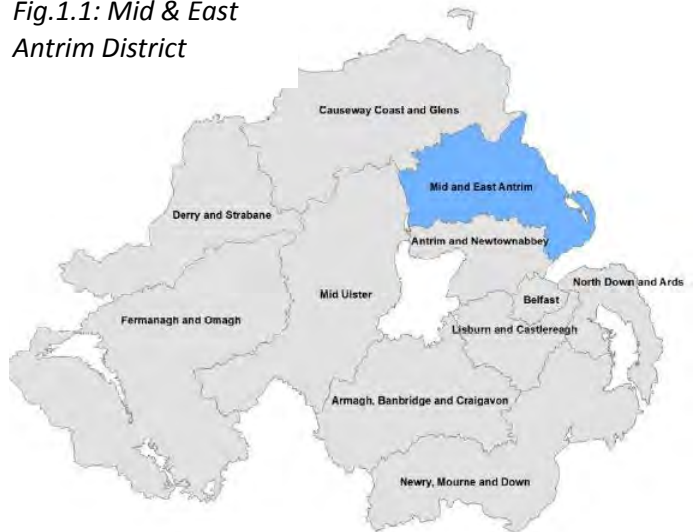 Fig.1.1: Mid & East
Antrim District
Causeway Coast and Glens
Mid and East Antrim
Derry and Strabane
Antrim and Newtownabbey
North Down and Ards
Mid Ulster
Belfast
Fermanagh and Omagh
Lisburn and Castlereagh
Armagh, Banbridge and Craigavon
Newry, Mourne and Down